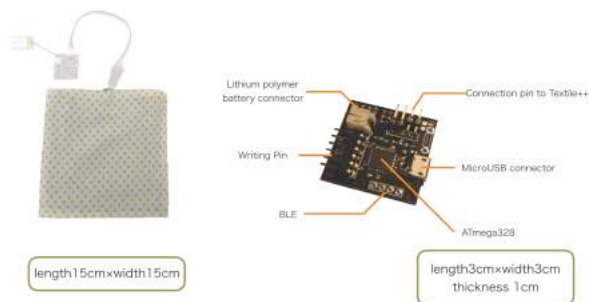 Lithium polymer
battery connector
Connection pin to Textile++
Writing Pin
MicroUSB connector
BLE
ATmega328
length15cm×width15cm
length3cm×width3cm
thickness 1cm